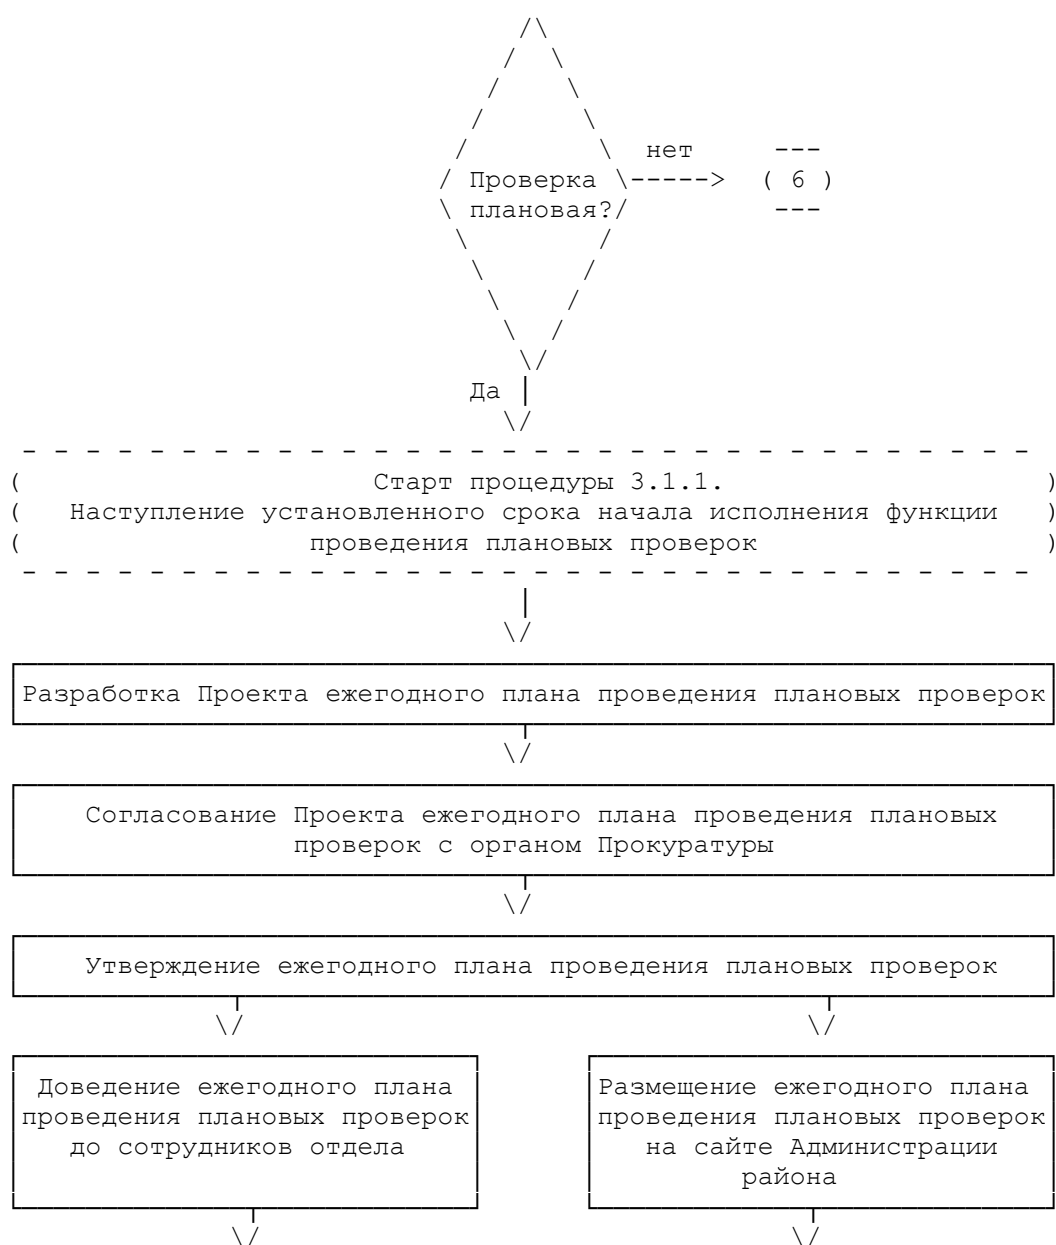 нет
Проверка
( 6 )
плановая?
Да
Старт процедуры 3.1.1.
Наступление установленного срока начала исполнения функции
проведения плановых проверок
Разработка Проекта ежегодного плана проведения плановых проверок
Согласование Проекта ежегодного плана проведения плановых
проверок с органом Прокуратуры
Утверждение ежегодного плана проведения плановых проверок
Доведение ежегодного плана
проведения плановых проверок
до сотрудников отдела
Размещение ежегодного плана
проведения плановых проверок
на сайте Администрации
района